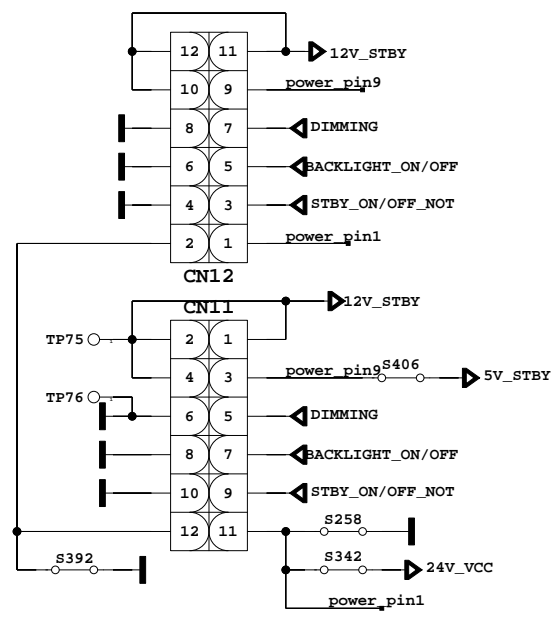 12 11 12V_STBY
10 9 power_pin9
8 7 DIMMING
6 5 BACKLIGHT_ON/OFF
4 3 STBY_ON/OFF_NOT
2 1 power_pin1
CN12
CN11
12V_STBY
TP75 1 2 1
4 3 power_pin9 S406 5V_STBY
TP76 1
6 5 DIMMING
8 7 BACKLIGHT_ON/OFF
10 9 STBY_ON/OFF_NOT
12 11 S258
S392 S342 24V_VCC
power_pin1